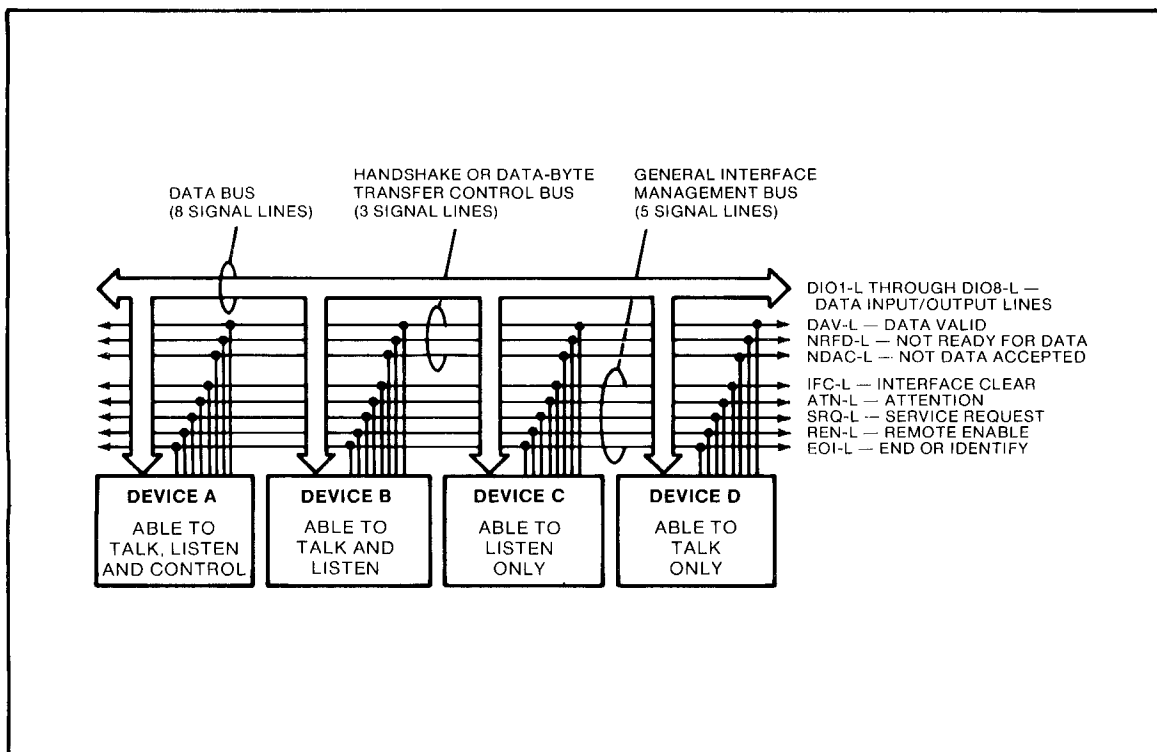 DATA BUS
(8 SIGNAL LINES)
HANDSHAKE OR DATA-BYTE
TRANSFER CONTROL BUS
(3 SIGNAL LINES)
GENERAL INTERFACE
MANAGEMENT BUS
(5 SIGNAL LINES)
DIO1-L THROUGH DIO8-L —
DATA INPUT/OUTPUT LINES
DAV-L — DATA VALID
NRFD-L — NOT READY FOR DATA
NDAC-L — NOT DATA ACCEPTED
IFC-L — INTERFACE CLEAR
ATN-L — ATTENTION
SRQ-L — SERVICE REQUEST
REN-L — REMOTE ENABLE
EOI-L — END OR IDENTIFY
DEVICE A
ABLE TO
TALK, LISTEN
AND CONTROL
DEVICE B
ABLE TO
TALK AND
LISTEN
DEVICE C
ABLE TO
LISTEN
ONLY
DEVICE D
ABLE TO
TALK
ONLY